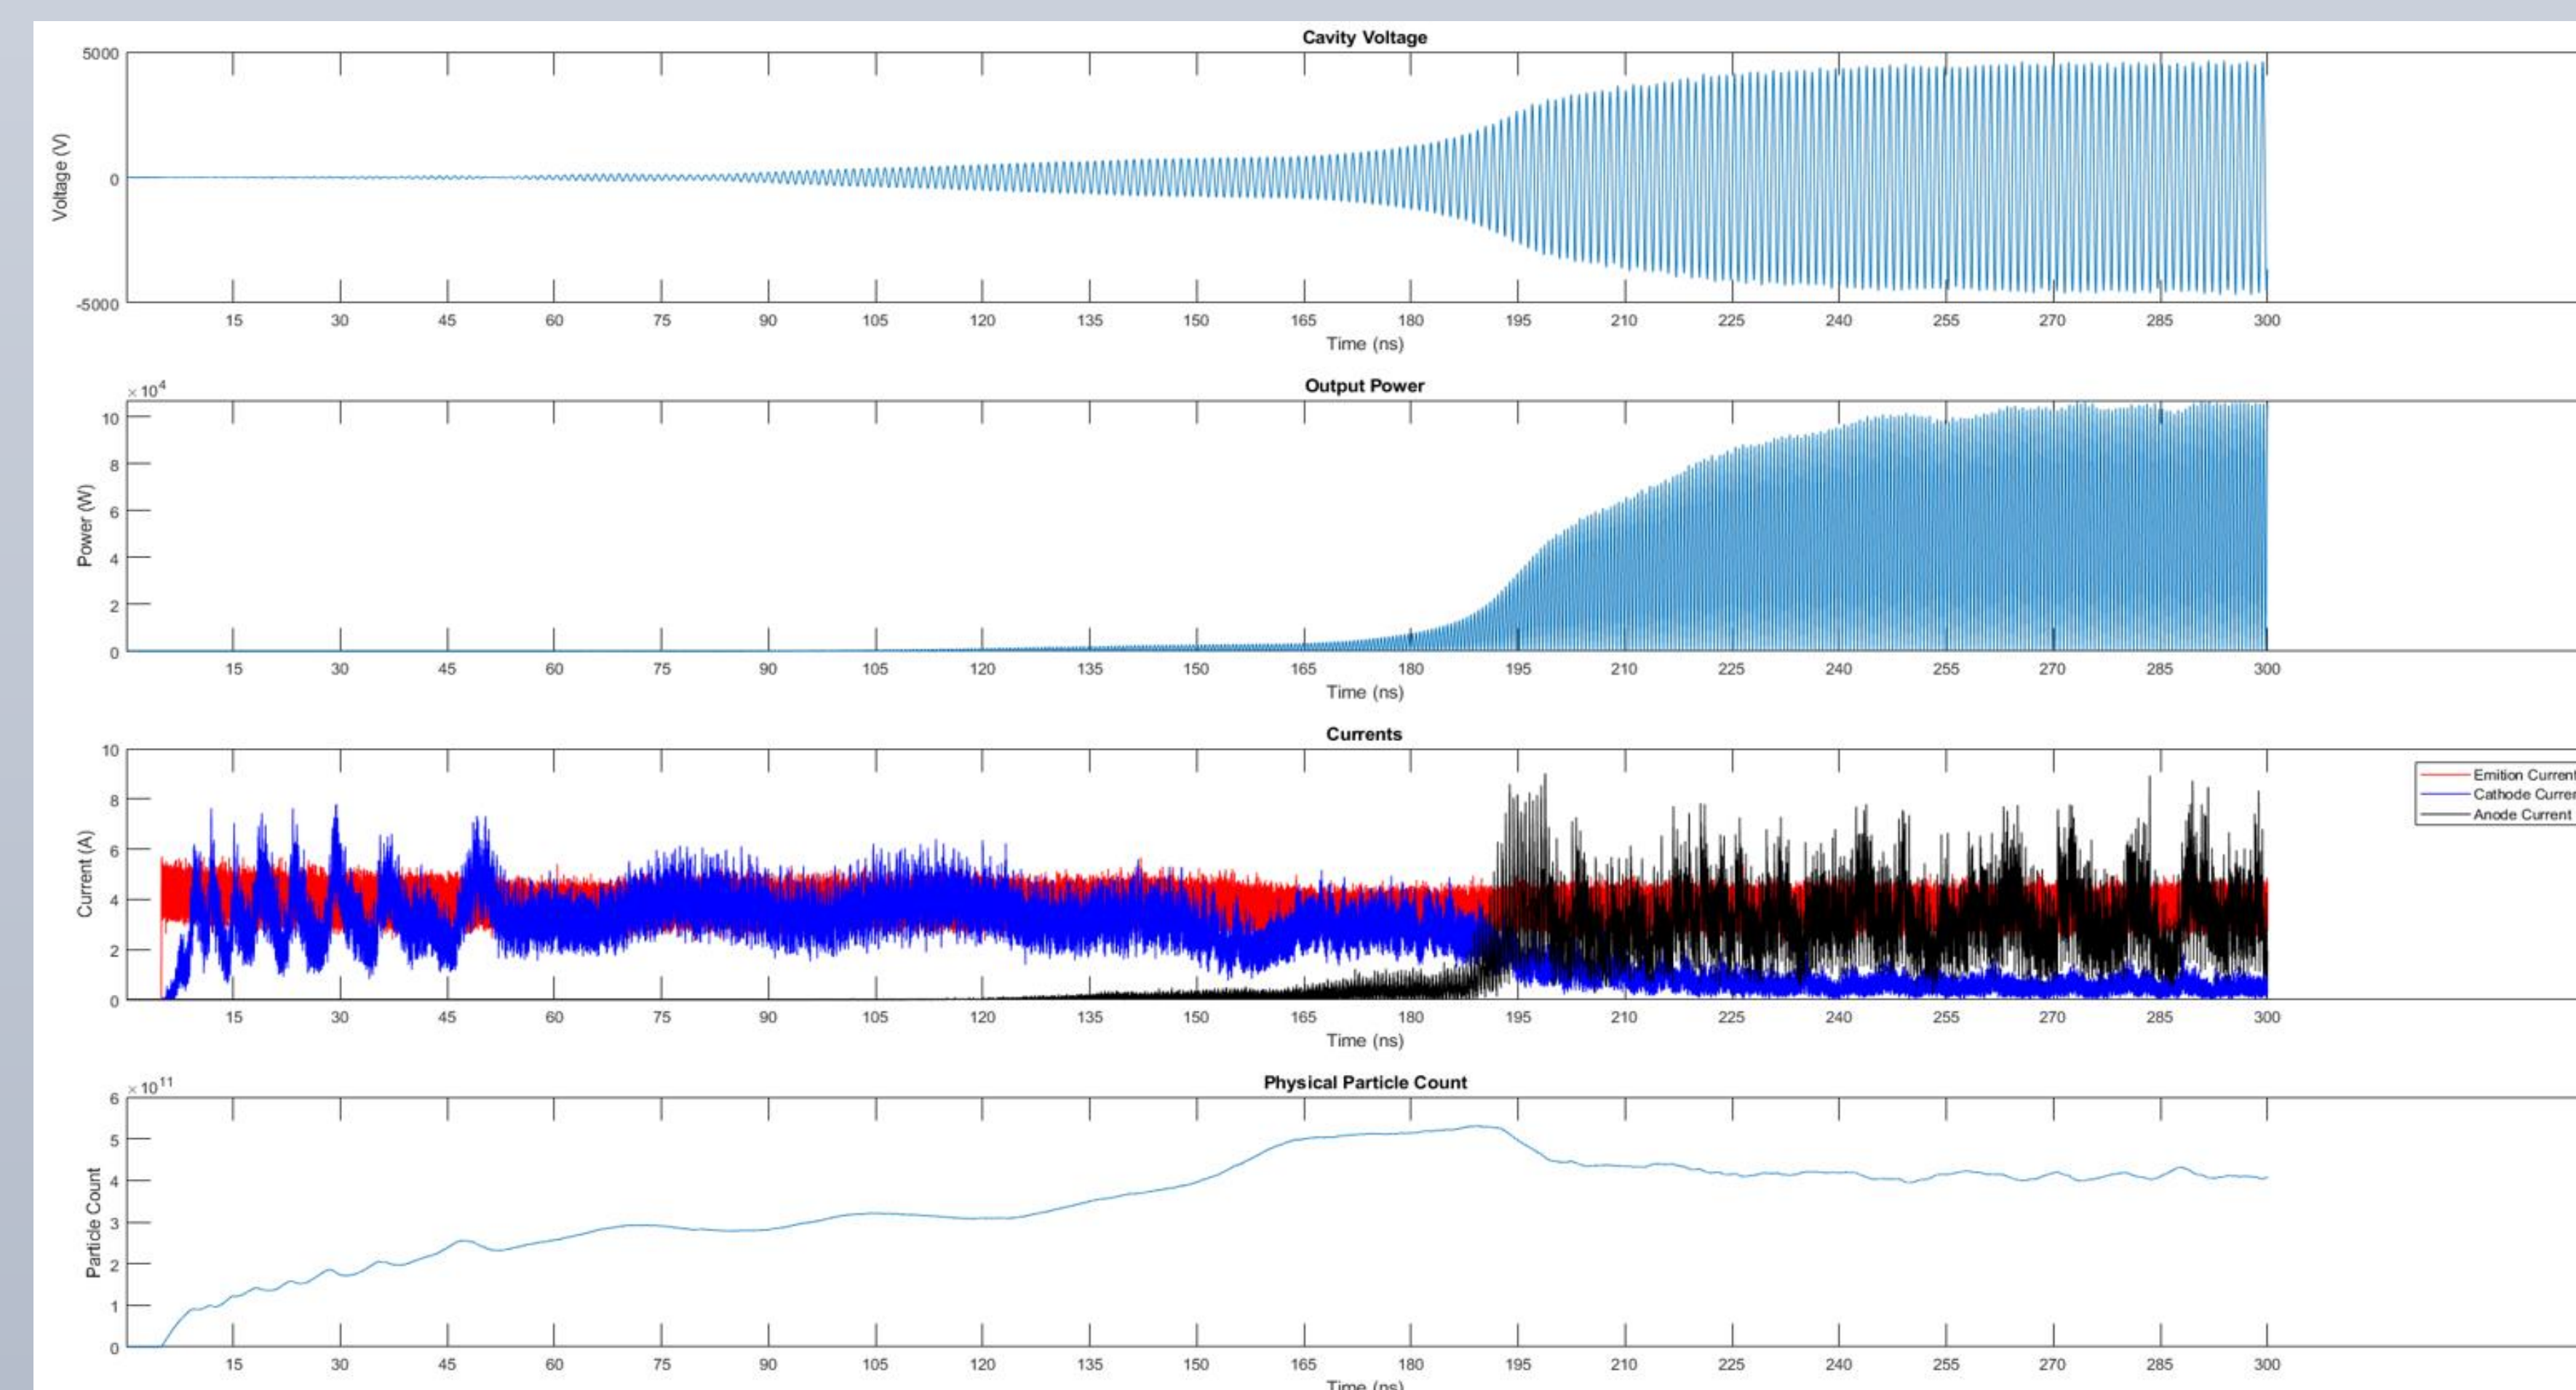 Cavity Voltage
5000
0
-5000
Voltage (V)
15 30 45 60 75 90 105 120 135 150 165 180 195 210 225 240 255 270 285 300
Time (ns)
Output Power
×10^4
10
8
6
4
2
0
Power (W)
15 30 45 60 75 90 105 120 135 150 165 180 195 210 225 240 255 270 285 300
Time (ns)
Currents
10
8
6
4
2
0
Current (A)
Emition Current
Cathode Curren
Anode Current
15 30 45 60 75 90 105 120 135 150 165 180 195 210 225 240 255 270 285 300
Time (ns)
Physical Particle Count
×10^11
6
5
4
3
2
1
0
Particle Count
15 30 45 60 75 90 105 120 135 150 165 180 195 210 225 240 255 270 285 300
Time (ns)